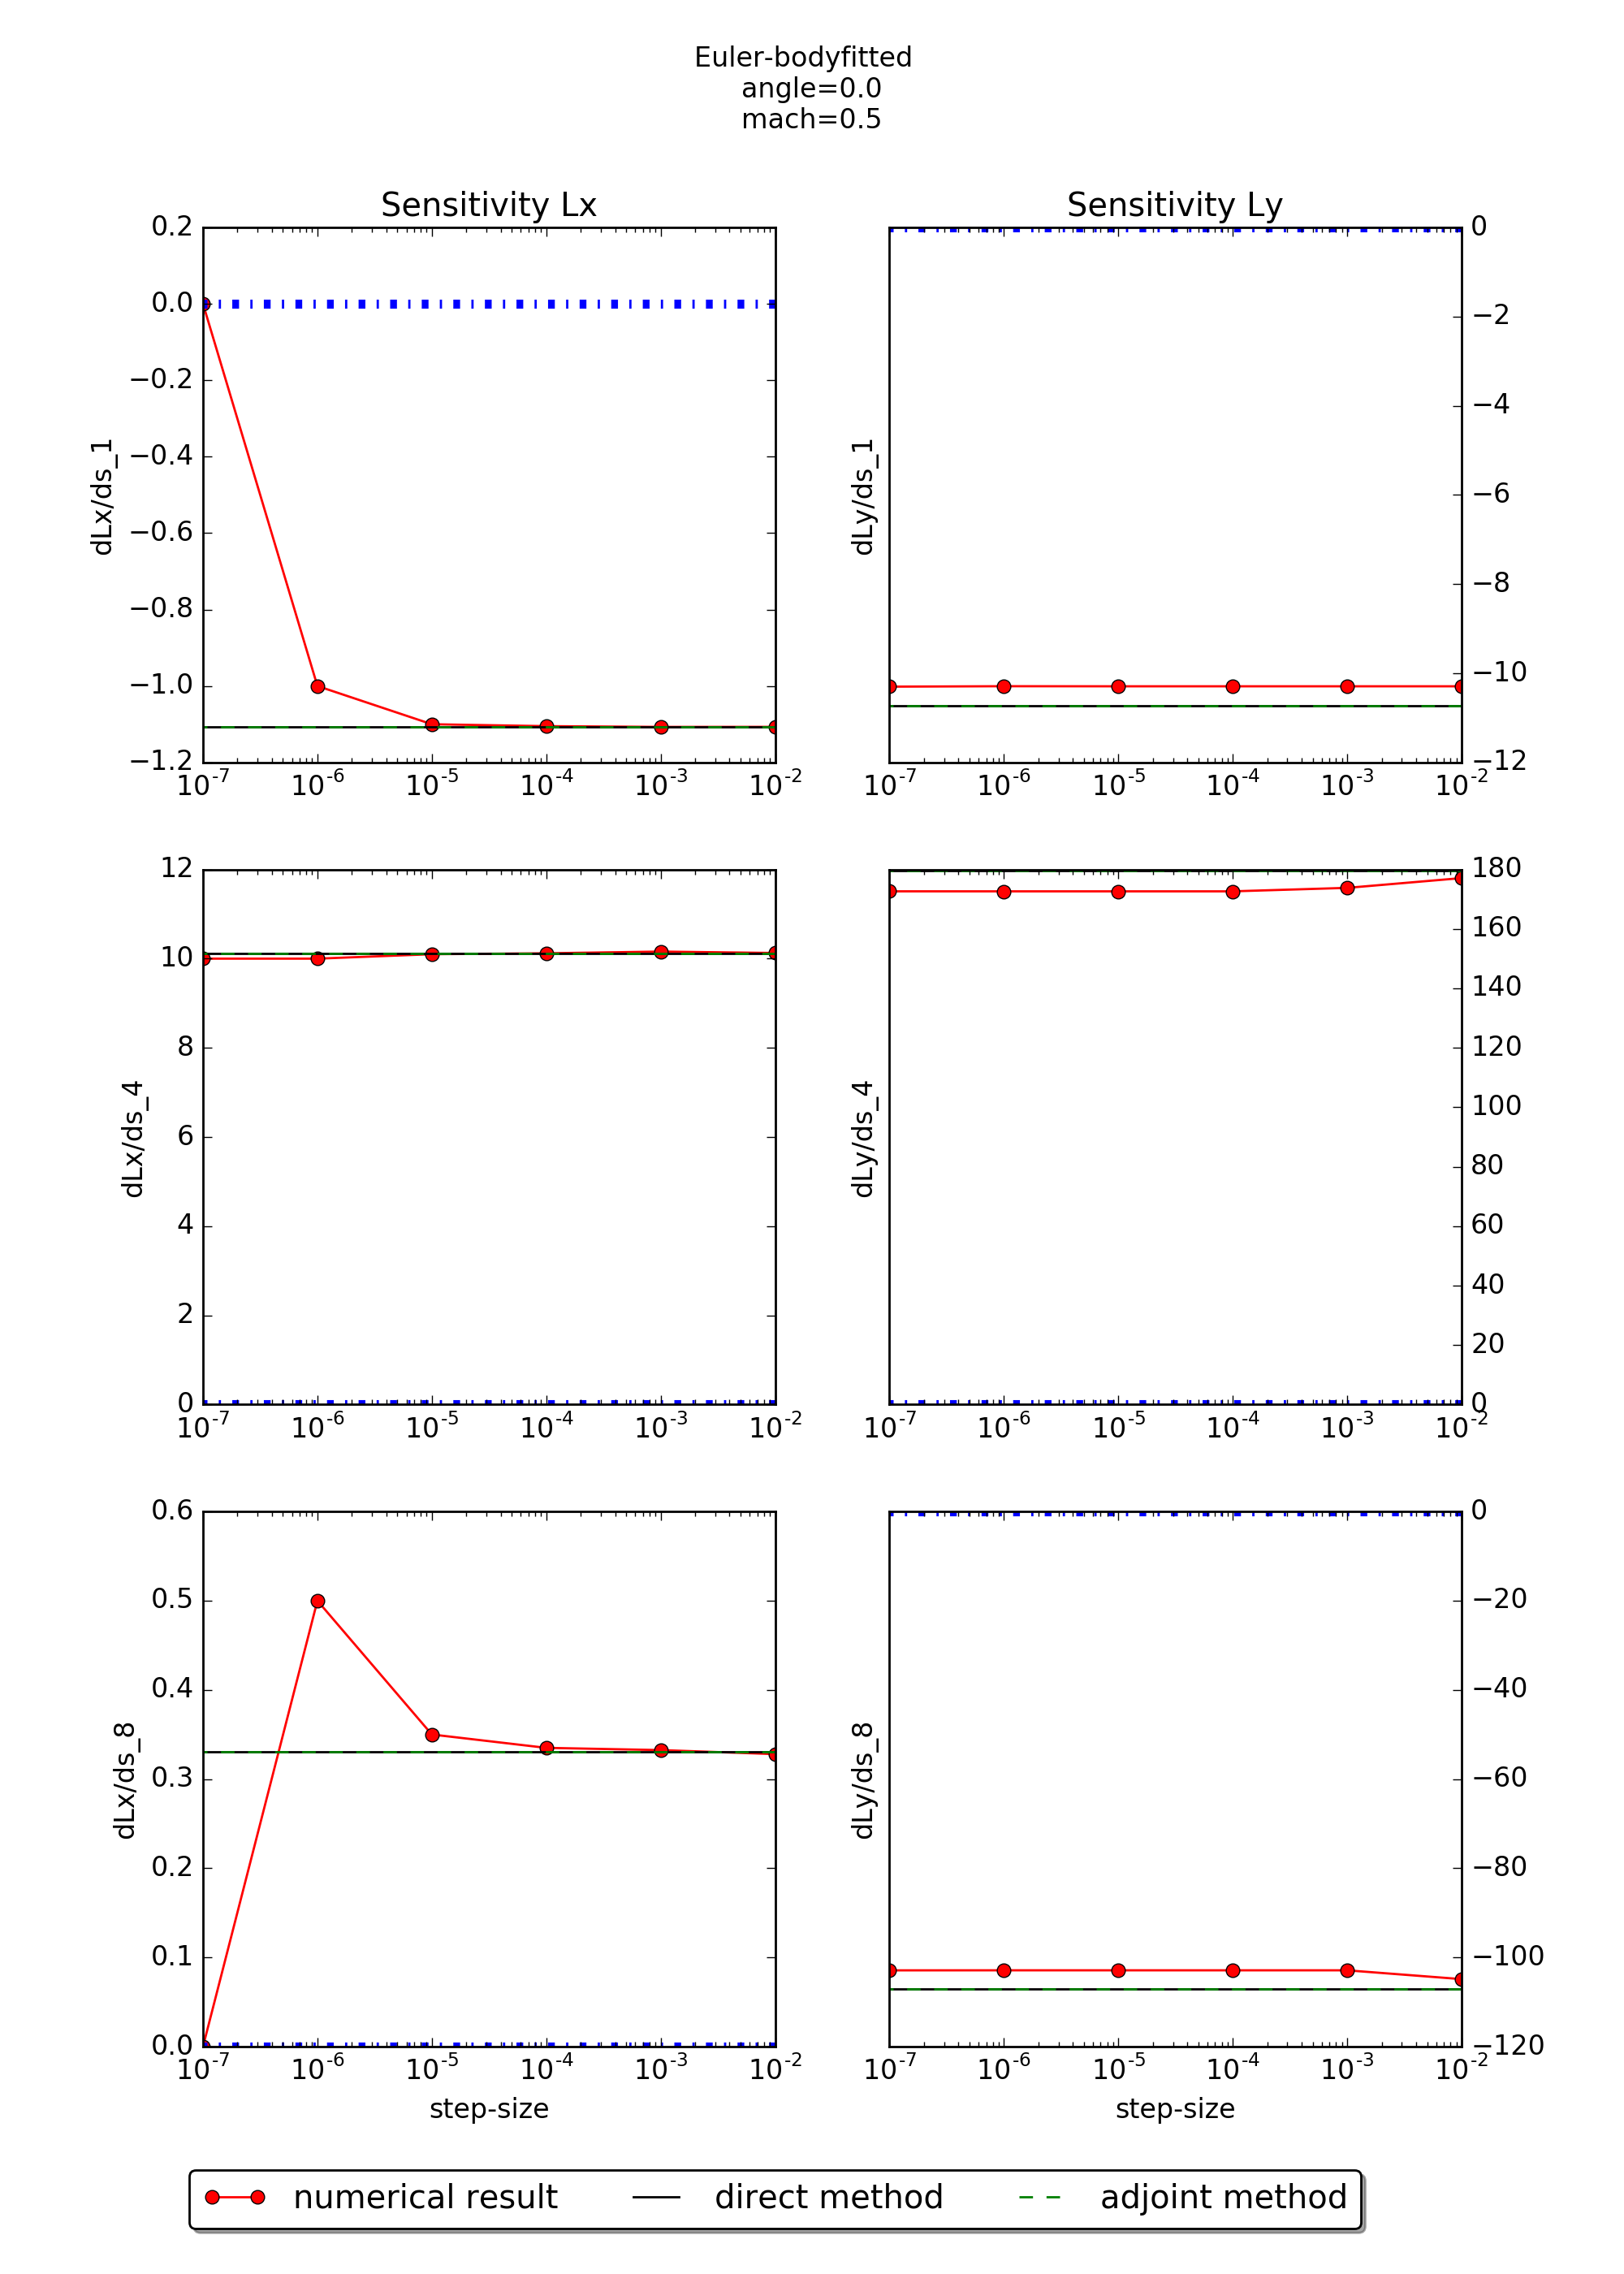 Euler-bodyfitted
angle=0.0
mach=0.5
Sensitivity Lx
Sensitivity Ly
0.2
0.0
−0.2
−0.4
−0.6
−0.8
−1.0
−1.2
dLx/ds_1
10^-7 10^-6 10^-5 10^-4 10^-3 10^-2
dLy/ds_1
0
−2
−4
−6
−8
−10
−12
10^-7 10^-6 10^-5 10^-4 10^-3 10^-2
12
10
8
6
4
2
0
dLx/ds_4
10^-7 10^-6 10^-5 10^-4 10^-3 10^-2
dLy/ds_4
180
160
140
120
100
80
60
40
20
0
10^-7 10^-6 10^-5 10^-4 10^-3 10^-2
0.6
0.5
0.4
0.3
0.2
0.1
0.0
dLx/ds_8
10^-7 10^-6 10^-5 10^-4 10^-3 10^-2
step-size
dLy/ds_8
0
−20
−40
−60
−80
−100
−120
10^-7 10^-6 10^-5 10^-4 10^-3 10^-2
step-size
numerical result direct method adjoint method